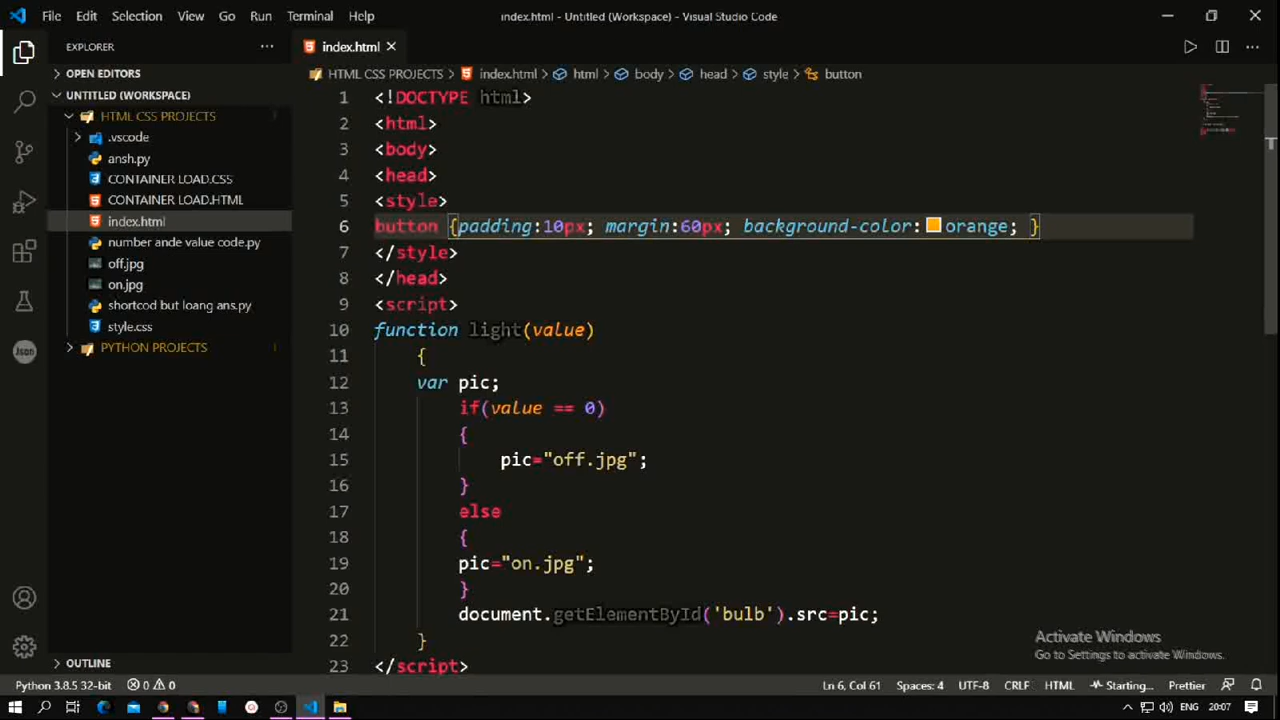 File Edit Selection View Go Run Terminal Help
index.html - Untitled (Workspace) - Visual Studio Code
EXPLORER
index.html
OPEN EDITORS
UNTITLED (WORKSPACE)
HTML CSS PROJECTS
.vscode
ansh.py
CONTAINER LOAD.CSS
CONTAINER LOAD.HTML
index.html
number ande value code.py
off.jpg
on.jpg
shortcod but loang ans.py
style.css
PYTHON PROJECTS
OUTLINE
Json
HTML CSS PROJECTS > index.html > html > body > head > style > button
1 <!DOCTYPE html>
2 <html>
3 <body>
4 <head>
5 <style>
6 button {padding:10px; margin:60px; background-color:orange; }
7 </style>
8 </head>
9 <script>
10 function light(value)
11 {
12 var pic;
13 if(value == 0)
14 {
15 pic="off.jpg";
16 }
17 else
18 {
19 pic="on.jpg";
20 }
21 document.getElementById('bulb').src=pic;
22 }
23 </script>
Activate Windows
Go to Settings to activate Windows.
Python 3.8.5 32-bit 0 0 Ln 6, Col 61 Spaces: 4 UTF-8 CRLF HTML Starting... Prettier
ENG 20:07